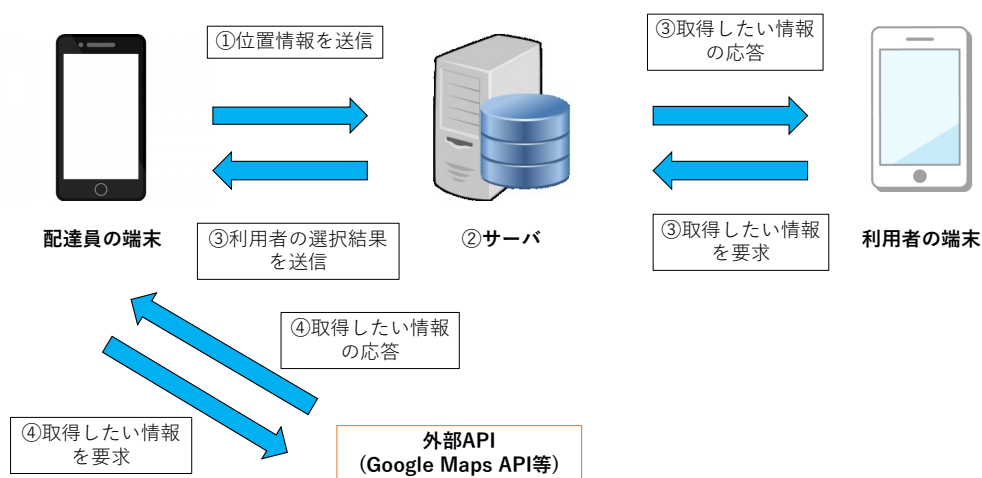 ①位置情報を送信
③取得したい情報
の応答
配達員の端末
③利用者の選択結果
を送信
②サーバ
③取得したい情報
を要求
利用者の端末
④取得したい情報
の応答
④取得したい情報
を要求
外部API
(Google Maps API等)